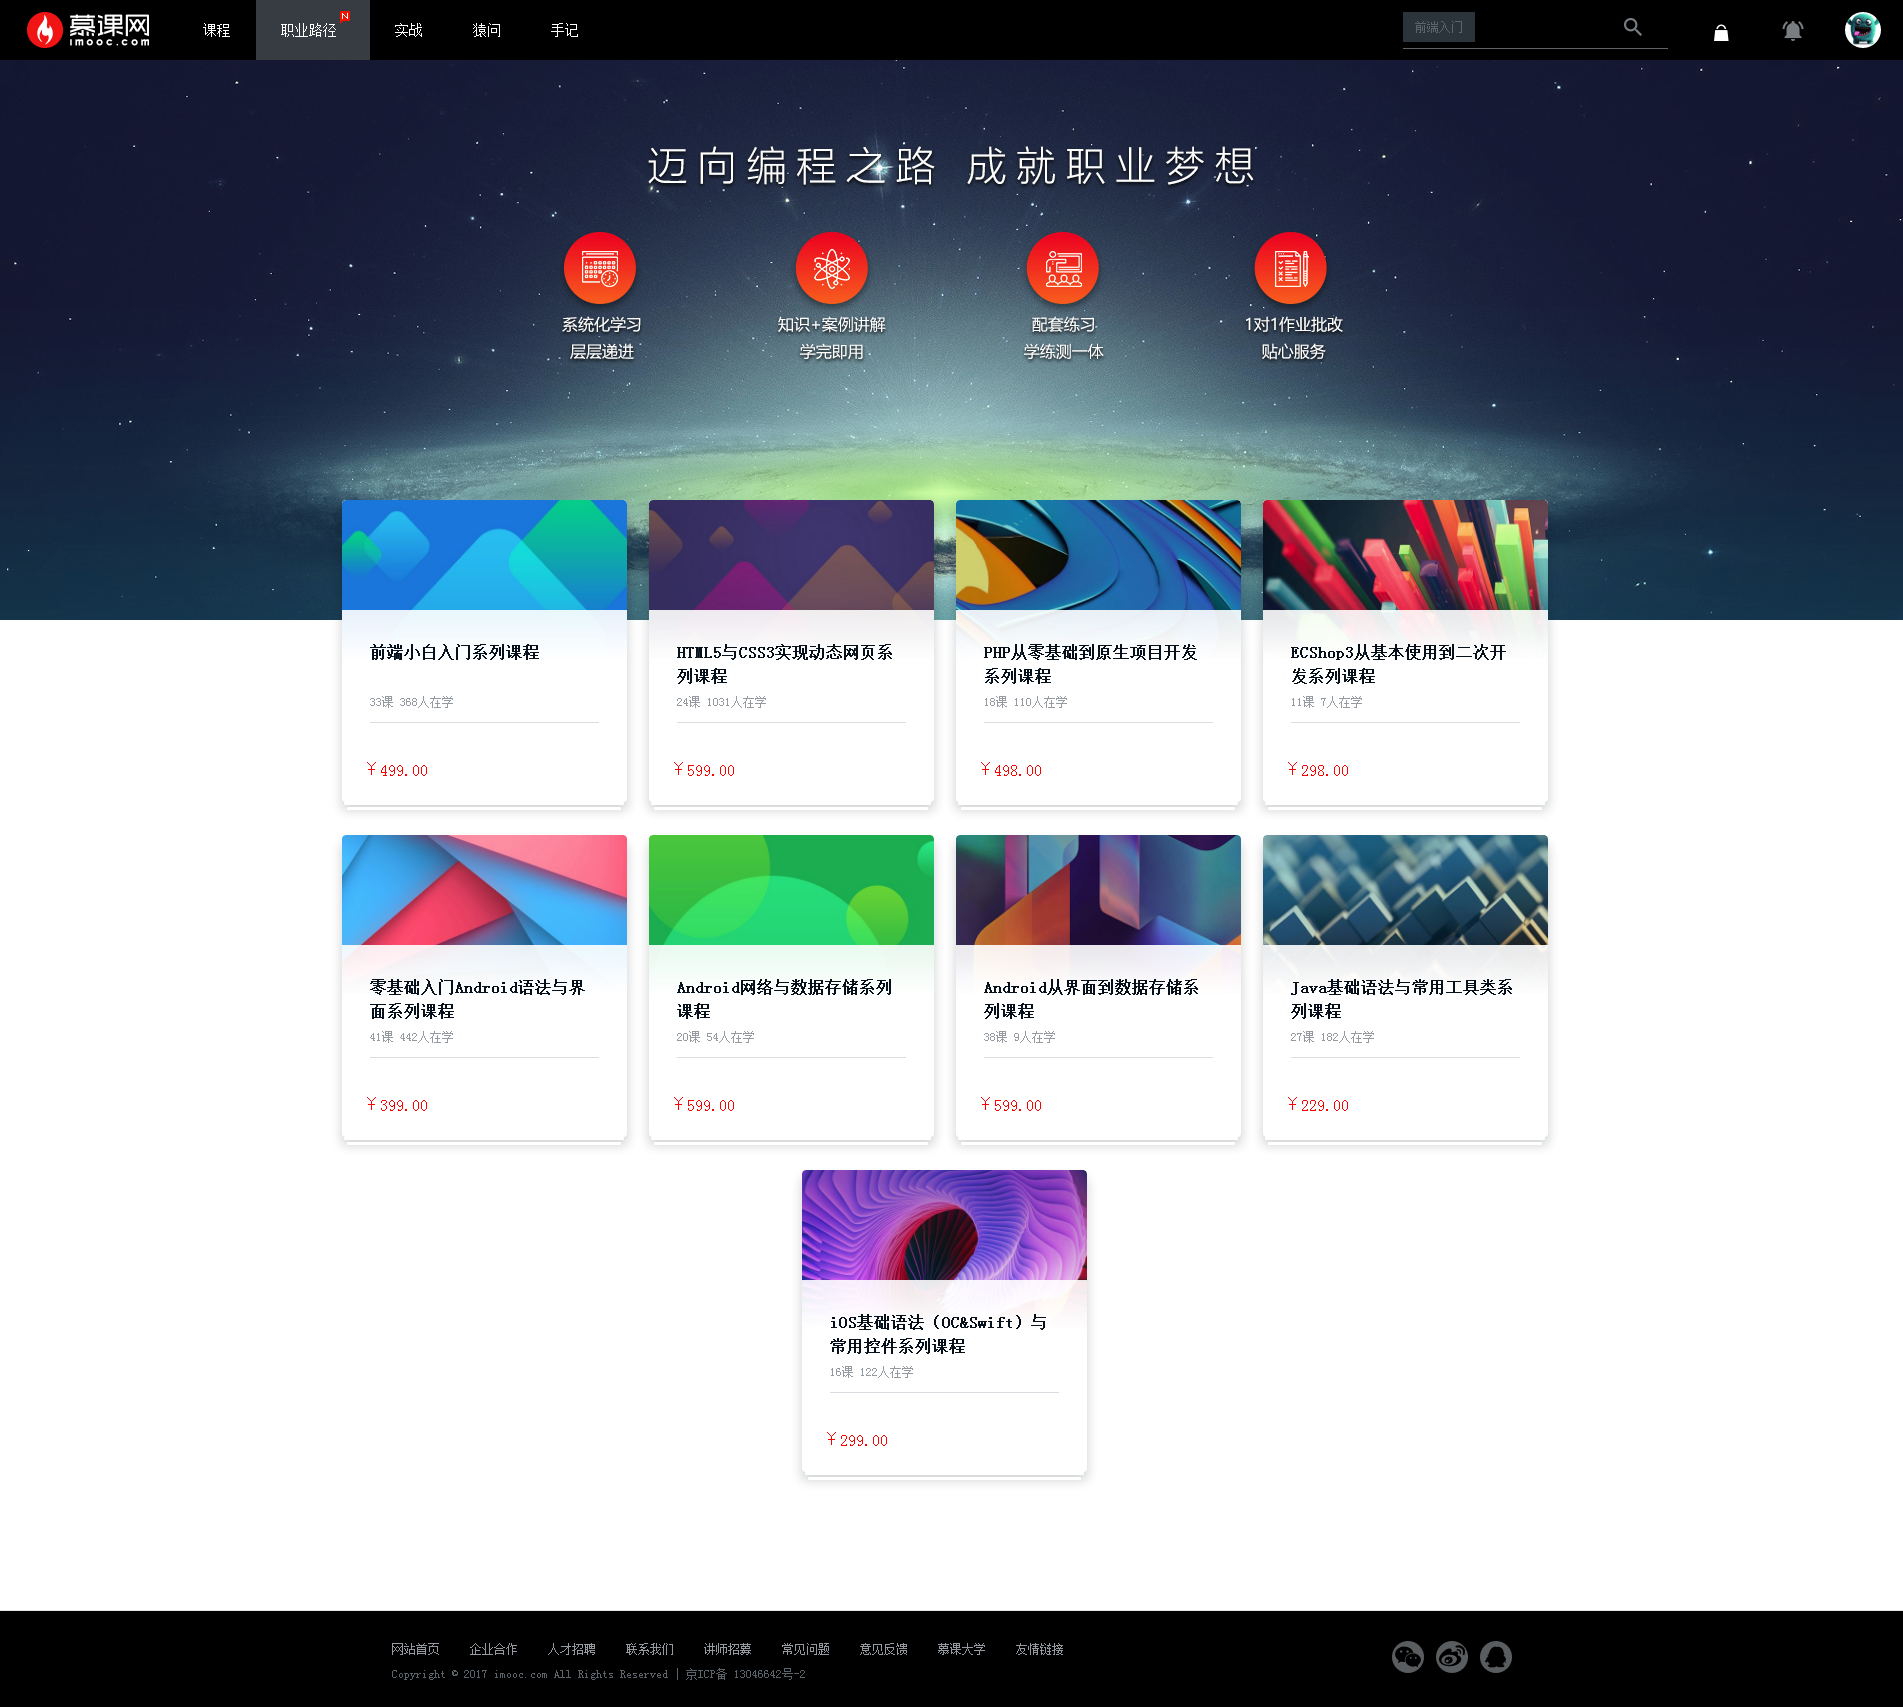 慕课网
imooc.com
课程
职业路径
N
实战
猿问
手记
前端入门
迈向编程之路 成就职业梦想
系统化学习
层层递进
知识+案例讲解
学完即用
配套练习
学练测一体
1对1作业批改
贴心服务
前端小白入门系列课程
33课 368人在学
¥499.00
HTML5与CSS3实现动态网页系
列课程
24课 1031人在学
¥599.00
PHP从零基础到原生项目开发
系列课程
18课 110人在学
¥498.00
ECShop3从基本使用到二次开
发系列课程
11课 7人在学
¥298.00
零基础入门Android语法与界
面系列课程
41课 442人在学
¥399.00
Android网络与数据存储系列
课程
20课 54人在学
¥599.00
Android从界面到数据存储系
列课程
38课 9人在学
¥599.00
Java基础语法与常用工具类系
列课程
27课 182人在学
¥229.00
iOS基础语法（OC&Swift）与
常用控件系列课程
16课 122人在学
¥299.00
网站首页 企业合作 人才招聘 联系我们 讲师招募 常见问题 意见反馈 慕课大学 友情链接
Copyright © 2017 imooc.com All Rights Reserved | 京ICP备 13046642号-2